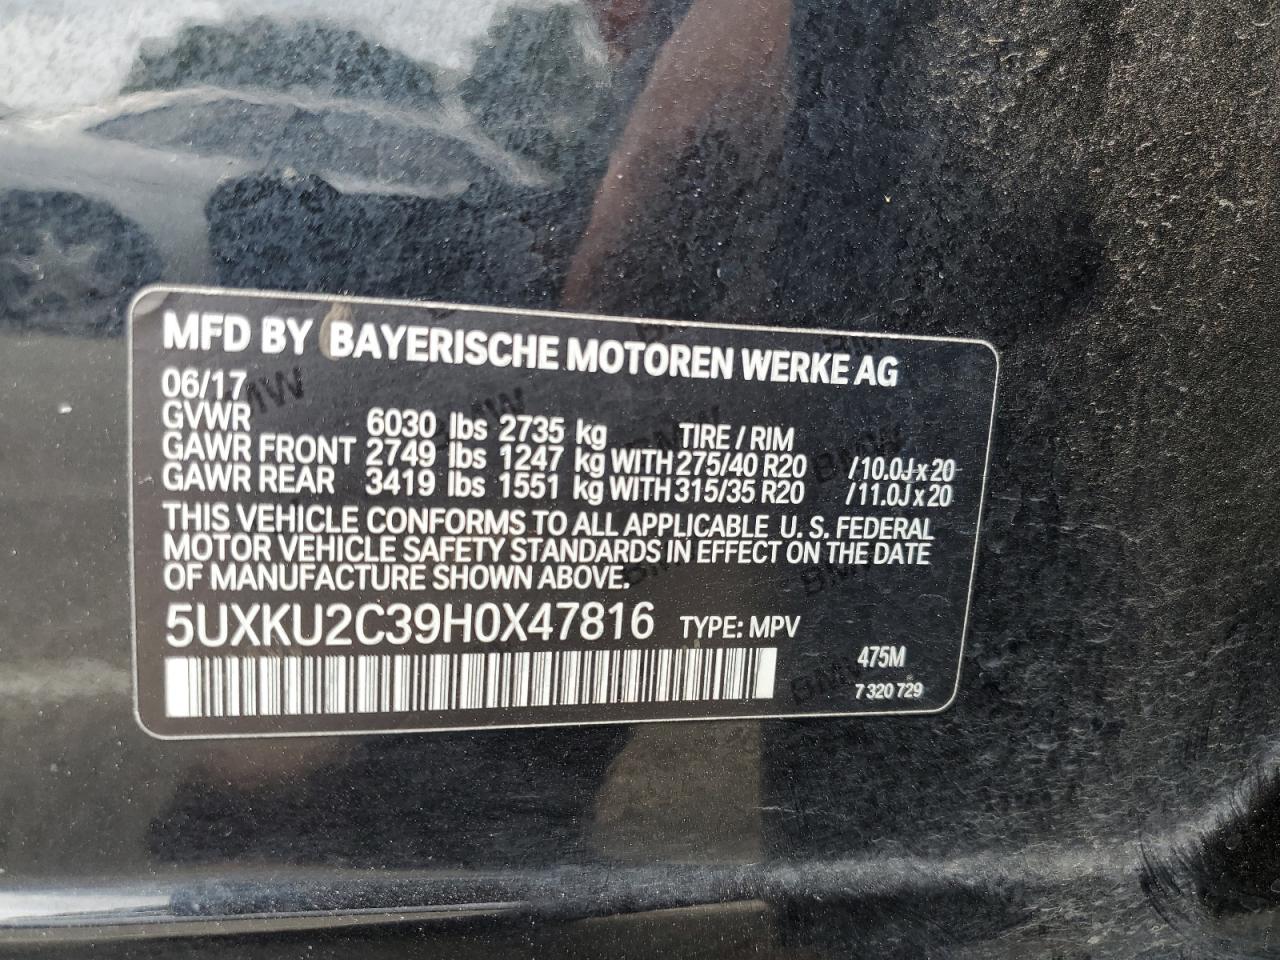 MFD BY BAYERISCHE MOTOREN WERKE AG
06/17
GVWR 6030 lbs 2735 kg TIRE / RIM
GAWR FRONT 2749 lbs 1247 kg WITH 275/40 R20 /10.0J x 20
GAWR REAR 3419 lbs 1551 kg WITH 315/35 R20 /11.0J x 20
THIS VEHICLE CONFORMS TO ALL APPLICABLE U. S. FEDERAL
MOTOR VEHICLE SAFETY STANDARDS IN EFFECT ON THE DATE
OF MANUFACTURE SHOWN ABOVE.
5UXKU2C39H0X47816 TYPE: MPV
475M
7 320 729